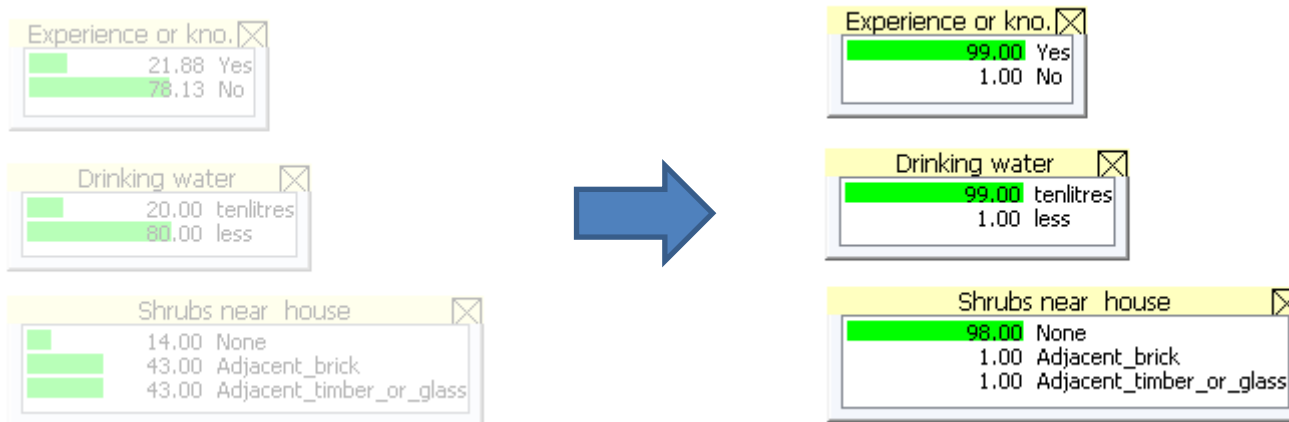 Experience or kno.
21.88 Yes
78.13 No
Drinking water
20.00 tenlitres
80.00 less
Shrubs near house
14.00 None
43.00 Adjacent_brick
43.00 Adjacent_timber_or_glass
Experience or kno.
99.00 Yes
1.00 No
Drinking water
99.00 tenlitres
1.00 less
Shrubs near house
98.00 None
1.00 Adjacent_brick
1.00 Adjacent_timber_or_glass